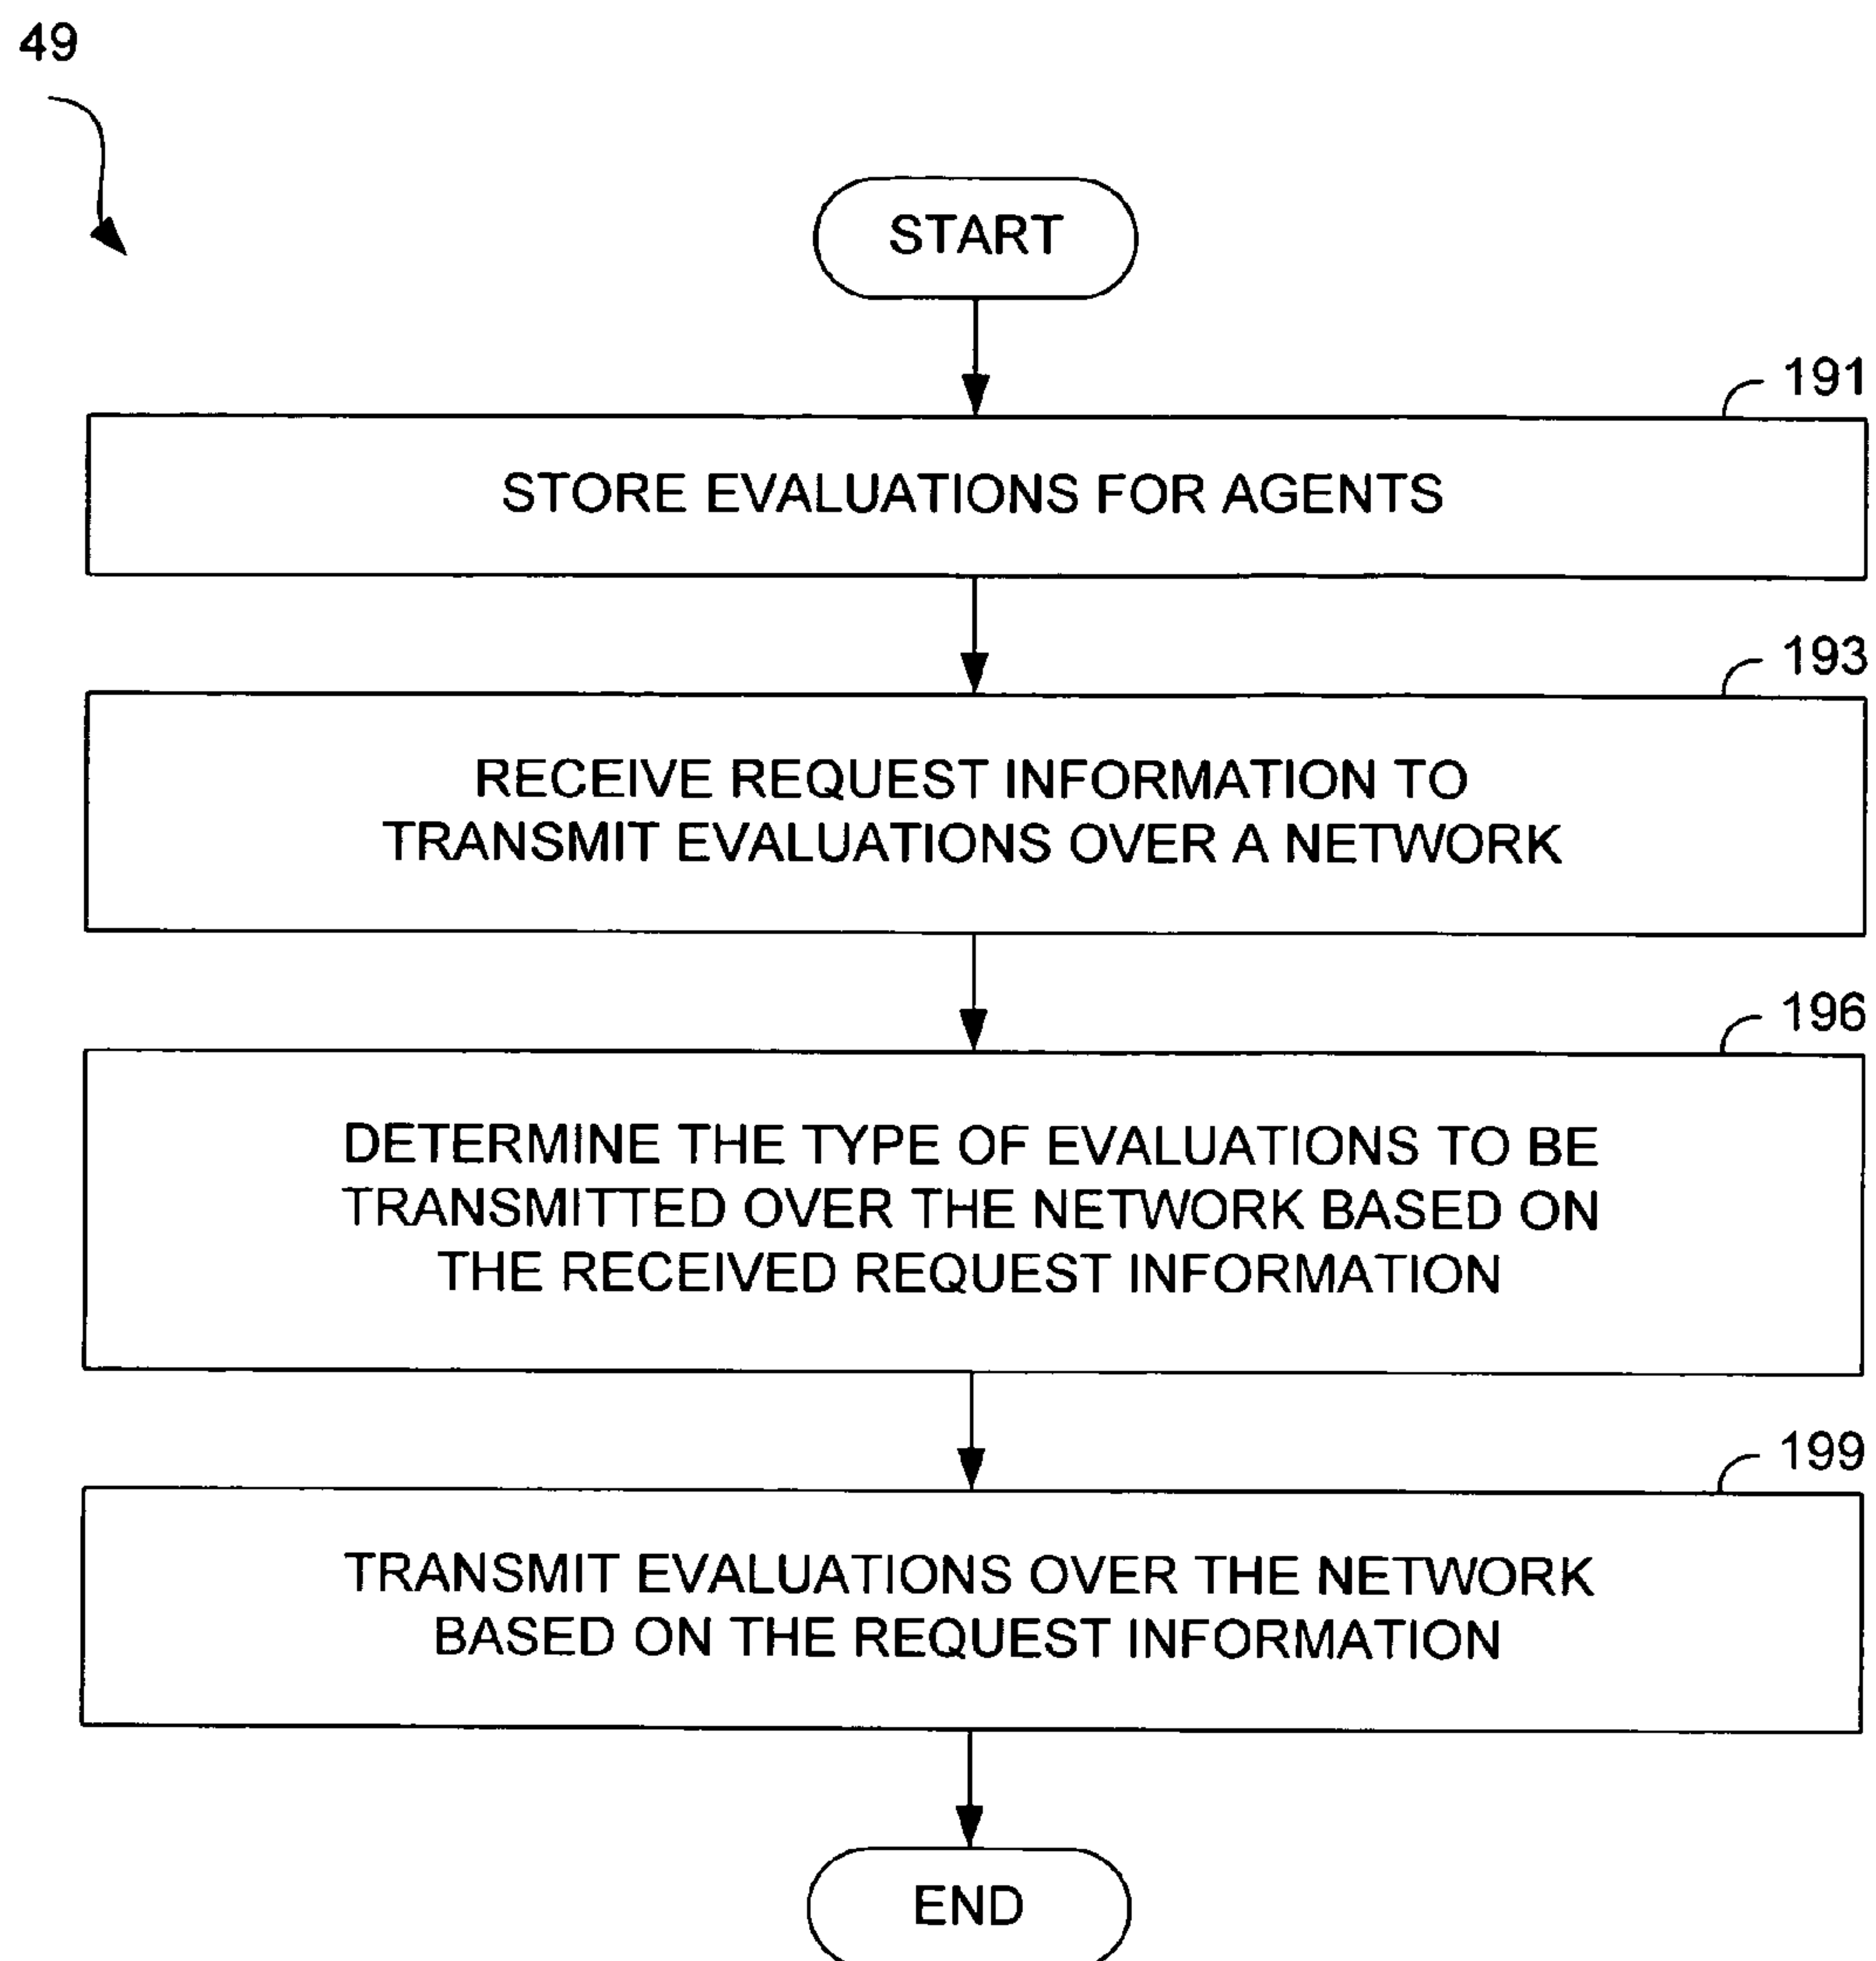 49
START
191
STORE EVALUATIONS FOR AGENTS
193
RECEIVE REQUEST INFORMATION TO
TRANSMIT EVALUATIONS OVER A NETWORK
196
DETERMINE THE TYPE OF EVALUATIONS TO BE
TRANSMITTED OVER THE NETWORK BASED ON
THE RECEIVED REQUEST INFORMATION
199
TRANSMIT EVALUATIONS OVER THE NETWORK
BASED ON THE REQUEST INFORMATION
END